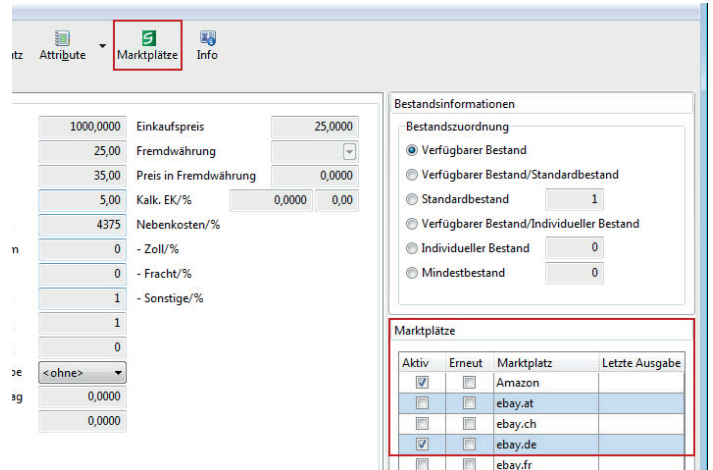 tz Attribute Marktplätze Info
Bestandsinformationen
Bestandszuordnung
1000,0000 Einkaufspreis 25,0000
Verfügbarer Bestand
25,00 Fremdwährung
Verfügbarer Bestand/Standardbestand
35,00 Preis in Fremdwährung 0,0000
Standardbestand 1
5,00 Kalk. EK/% 0,0000 0,00
Verfügbarer Bestand/Individueller Bestand
4375 Nebenkosten/%
Individueller Bestand 0
0 - Zoll/%
Mindestbestand 0
0 - Fracht/%
1 - Sonstige/%
1
Marktplätze
0
Aktiv Erneut Marktplatz Letzte Ausgabe
be <ohne>
Amazon
ag 0,0000
ebay.at
0,0000
ebay.ch
ebay.de
ebay.fr